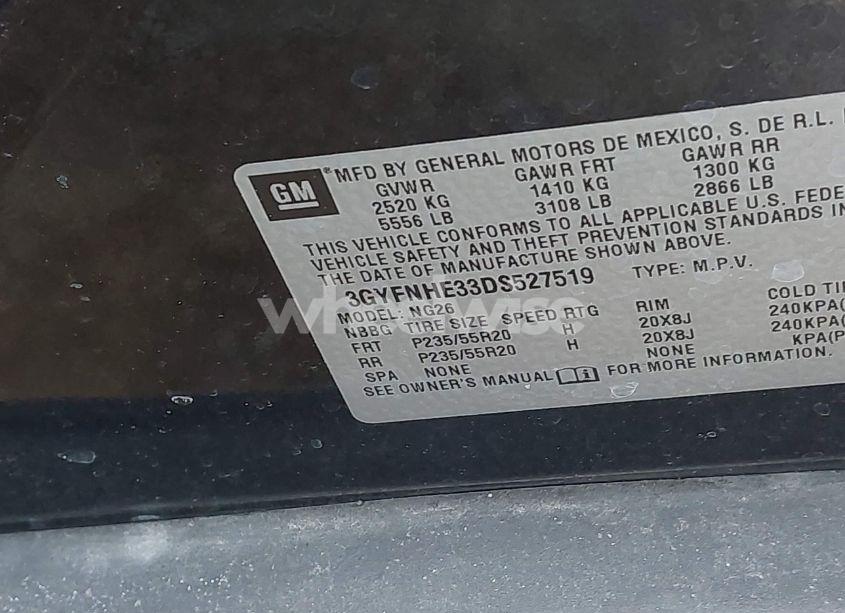 GM
®MFD BY GENERAL MOTORS DE MEXICO, S. DE R.L.
GVWR GAWR FRT GAWR RR
2520 KG 1410 KG 1300 KG
5556 LB 3108 LB 2866 LB
THIS VEHICLE CONFORMS TO ALL APPLICABLE U.S. FEDE
VEHICLE SAFETY AND THEFT PREVENTION STANDARDS IN
THE DATE OF MANUFACTURE SHOWN ABOVE.
3GYFNHE33DS527519 TYPE: M.P.V.
MODEL: NG26
NBBG TIRE SIZE SPEED RTG RIM COLD TI
FRT P235/55R20 H 20X8J 240KPA(
RR P235/55R20 H 20X8J 240KPA(
SPA NONE NONE KPA(P
SEE OWNER'S MANUAL FOR MORE INFORMATION.
wheelwise